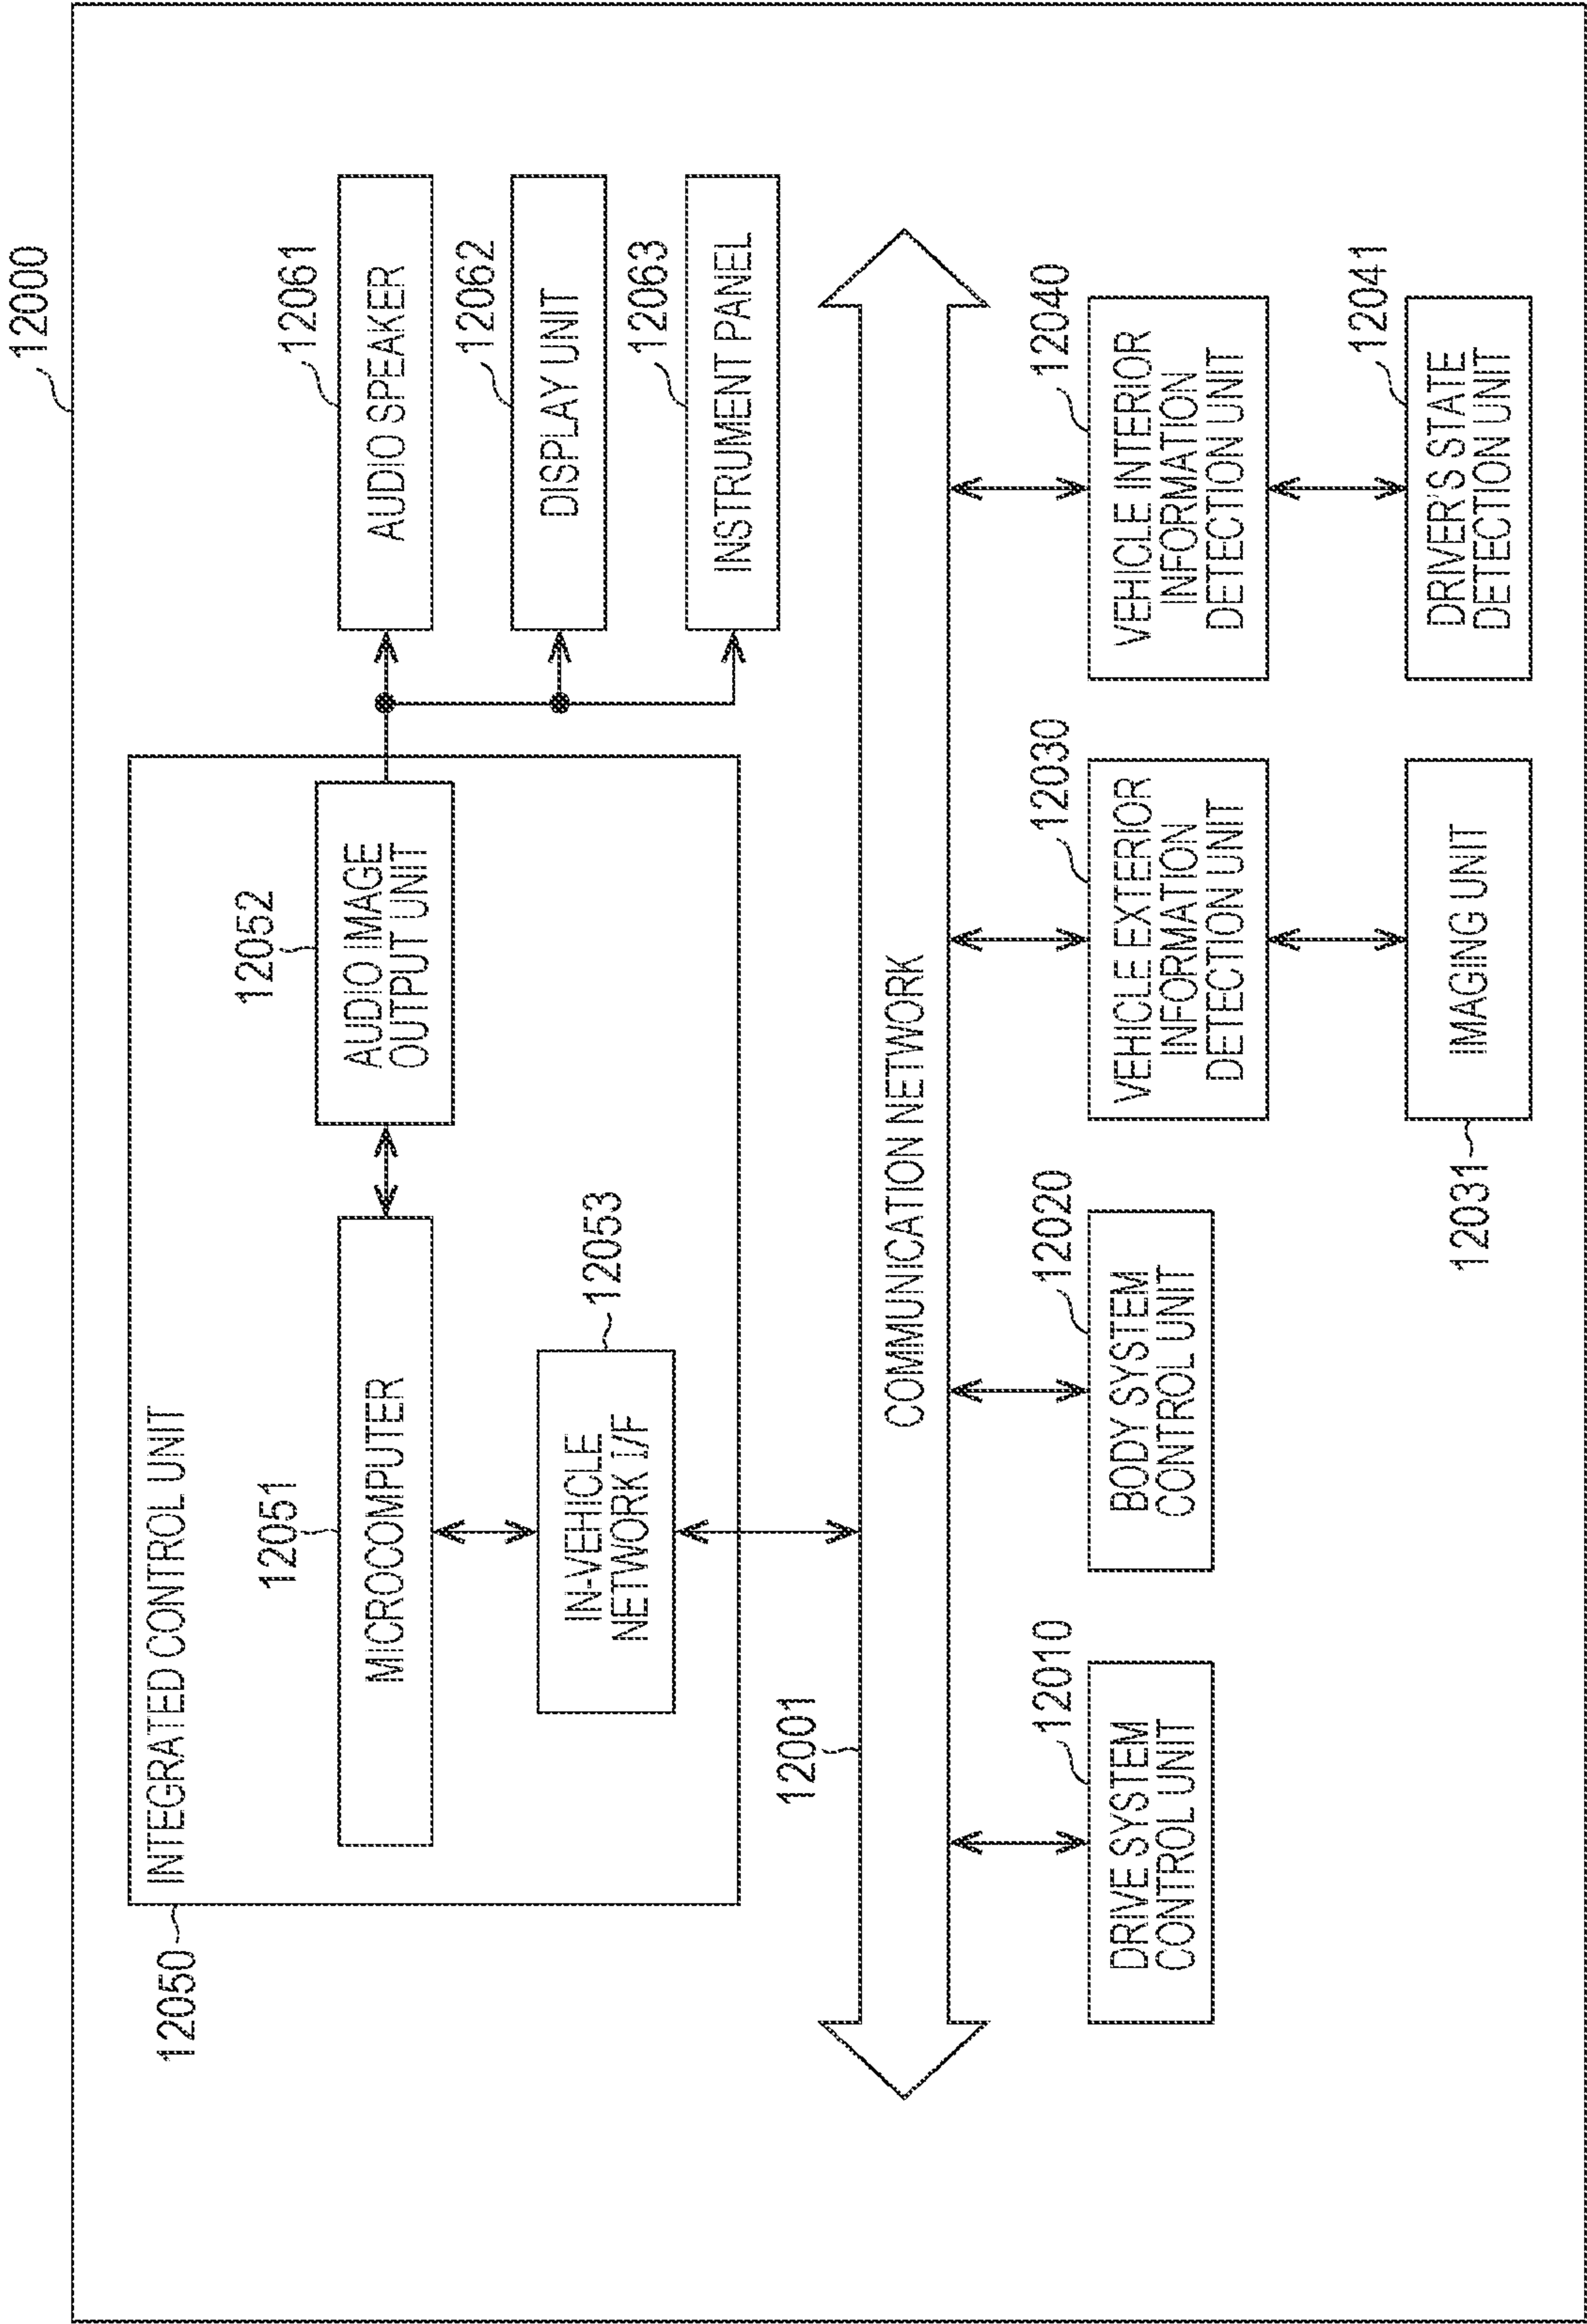 12000
12050
INTEGRATED CONTROL UNIT
12051
MICROCOMPUTER
12052
AUDIO IMAGE
OUTPUT UNIT
12061
AUDIO SPEAKER
12062
DISPLAY UNIT
12063
INSTRUMENT PANEL
12053
IN-VEHICLE
NETWORK I/F
12001
COMMUNICATION NETWORK
12010
DRIVE SYSTEM
CONTROL UNIT
12020
BODY SYSTEM
CONTROL UNIT
12030
VEHICLE EXTERIOR
INFORMATION
DETECTION UNIT
12040
VEHICLE INTERIOR
INFORMATION
DETECTION UNIT
12031
IMAGING UNIT
12041
DRIVER'S STATE
DETECTION UNIT